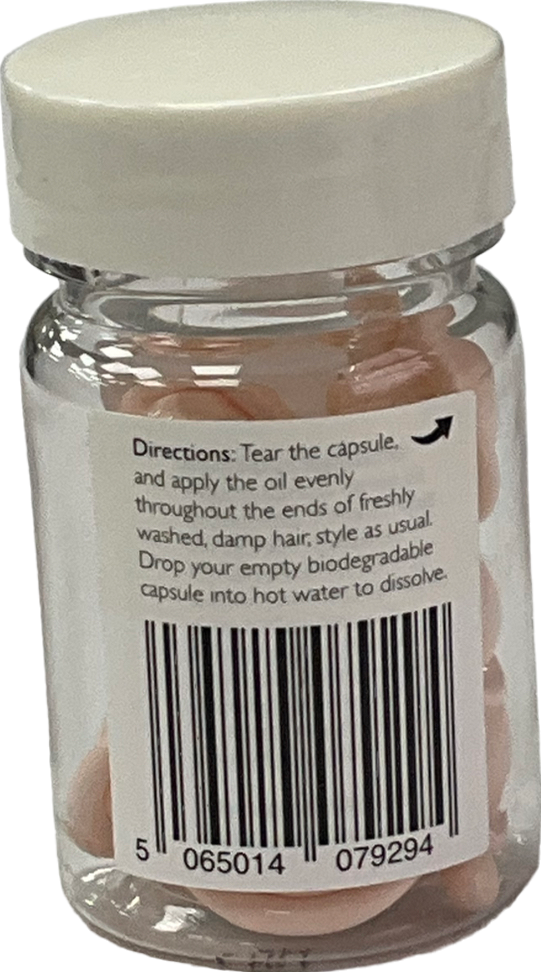 Directions: Tear the capsule,
and apply the oil evenly
throughout the ends of freshly
washed, damp hair, style as usual.
Drop your empty biodegradable
capsule into hot water to dissolve.
5 065014 079294